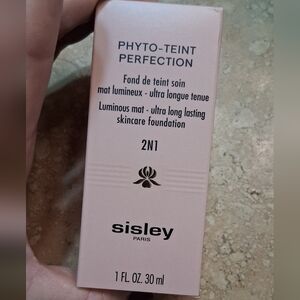 PHYTO-TEINT
PERFECTION
Fond de teint soin
mat lumineux - ultra longue tenue
Luminous mat - ultra long lasting
skincare foundation
2N1
sisley
PARIS
1 FL. OZ. 30 ml